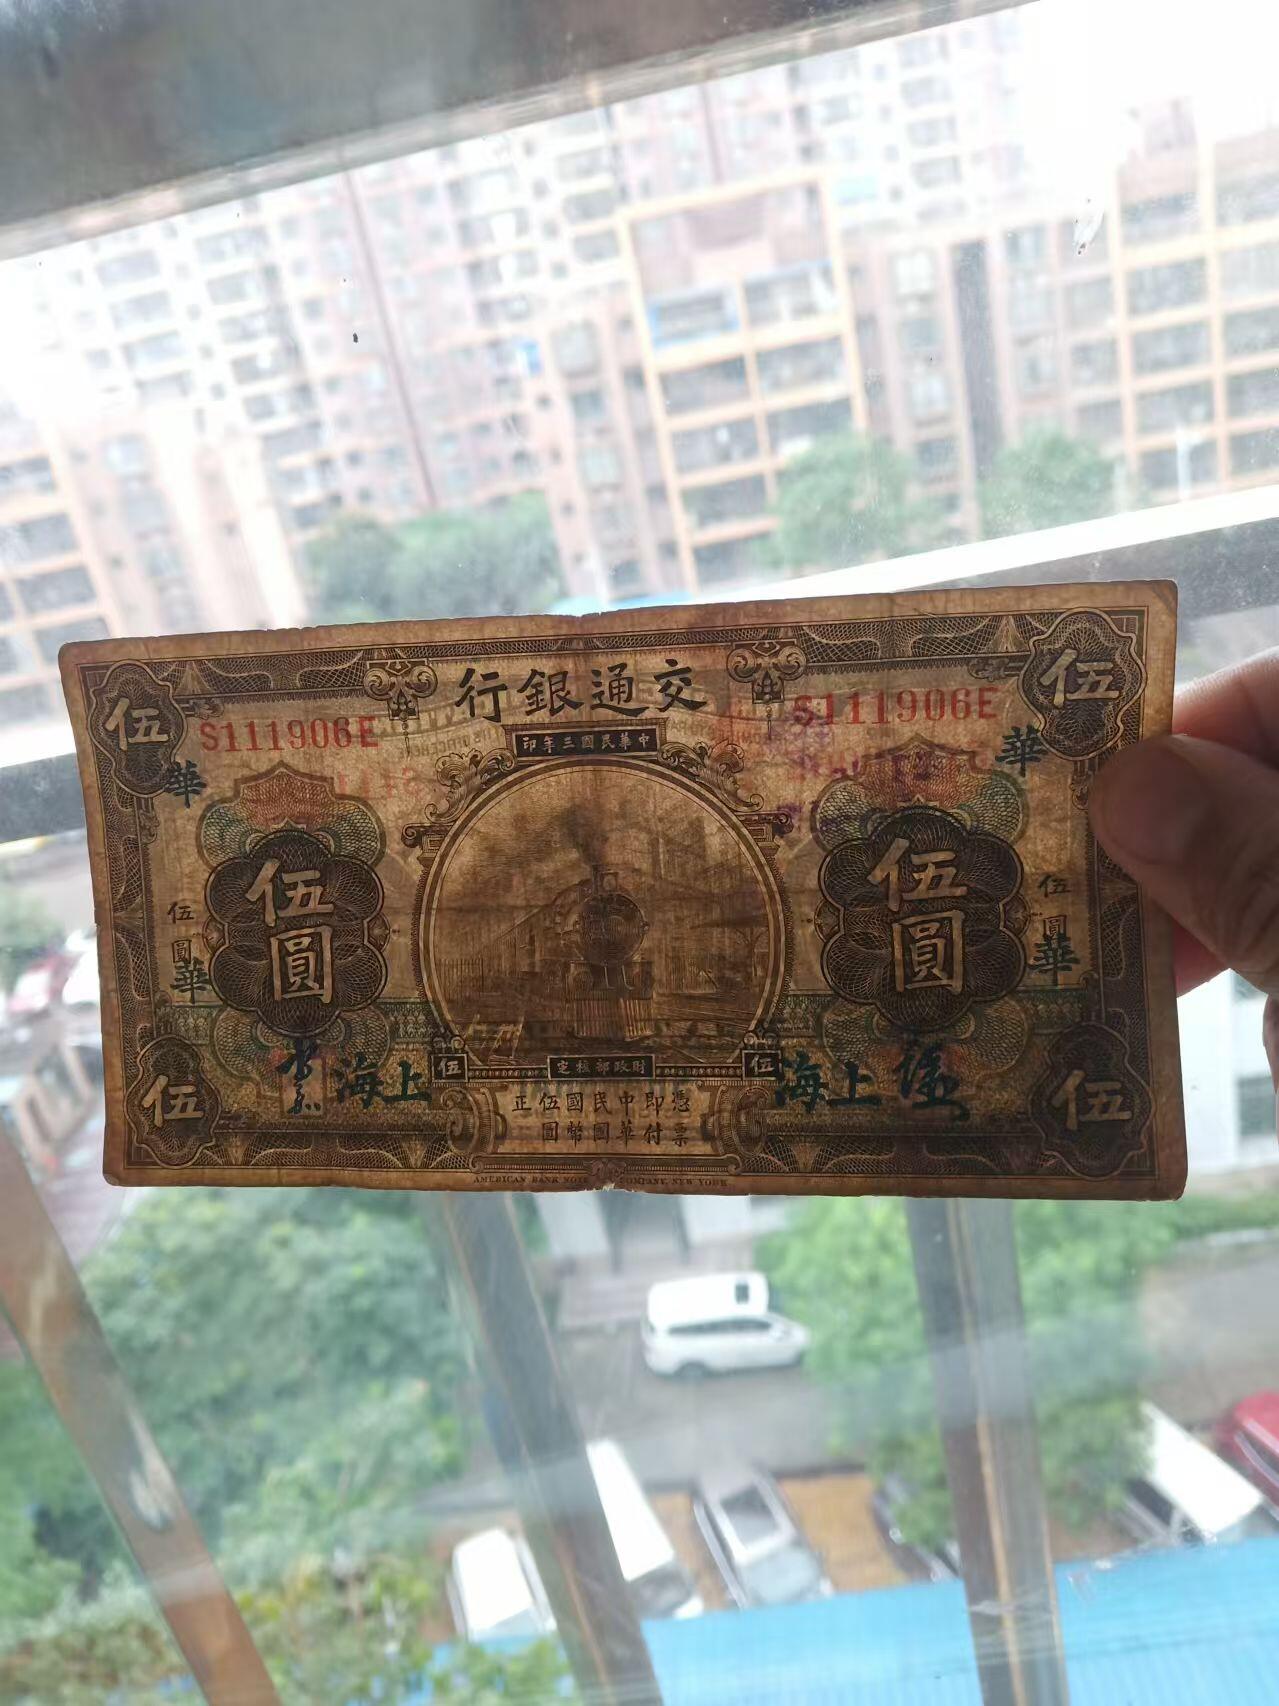 行銀通交
印年三國民華中
S111906E
S111906E
伍
伍
華
華
伍圓
伍圓
伍圓
伍圓
華
華
海上
海上
伍
定核部政財
伍
伍
伍
正伍國民中即憑
圓幣國華付票
AMERICAN BANK NOTE COMPANY, NEW YORK